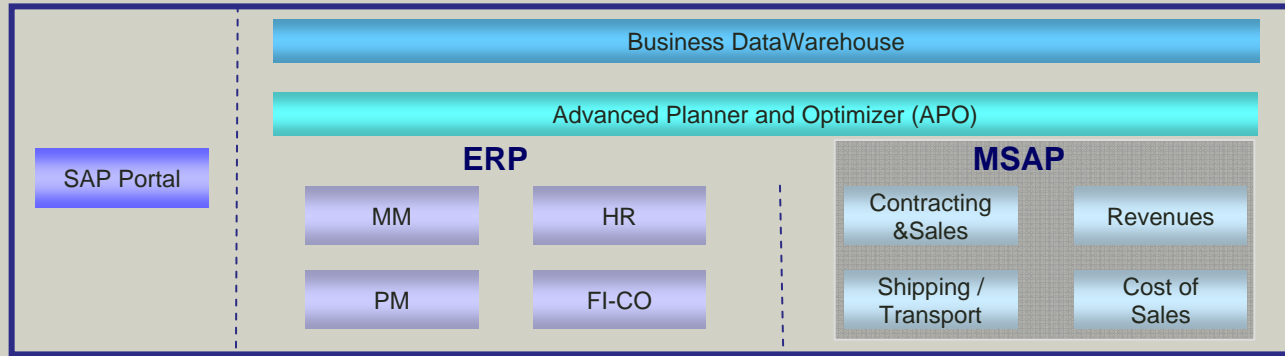 Business DataWarehouse
Advanced Planner and Optimizer (APO)
SAP Portal
ERP
MM
HR
PM
FI-CO
MSAP
Contracting
&Sales
Revenues
Shipping /
Transport
Cost of
Sales